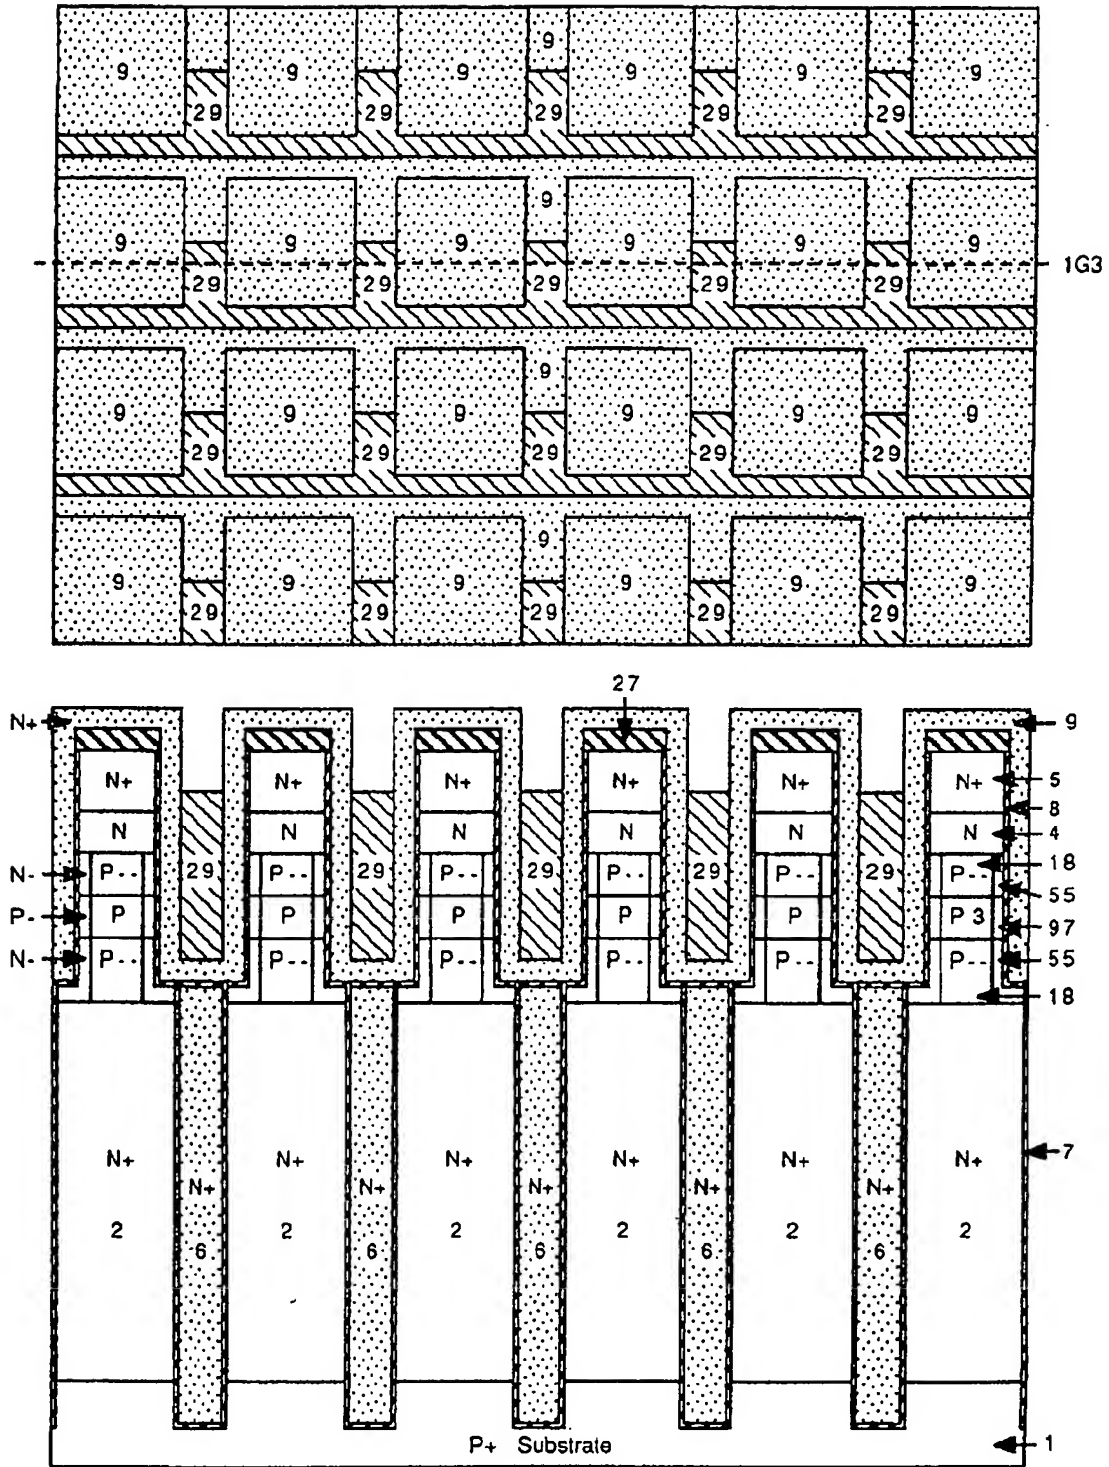 9
9 9 9 9 9 9
29 29 29 29 29
9
9 9 9 9 9 9
1G3
29 29 29 29 29
9
9 9 9 9 9 9
29 29 29 29 29
9
9 9 9 9 9 9
29 29 29 29 29
27
N+ 9
N+ N+ N+ N+ N+ N+ 5
8
N N N N N N 4
18
N- P-- 29 P-- 29 P-- 29 P-- 29 P-- 29 P--
55
P- P P P P P P 3 97
N- P-- P-- P-- P-- P-- P-- 55
18
N+ N+ N+ N+ N+ N+ 7
N+ N+ N+ N+ N+
2 2 2 2 2 2
6 6 6 6 6
P+ Substrate 1